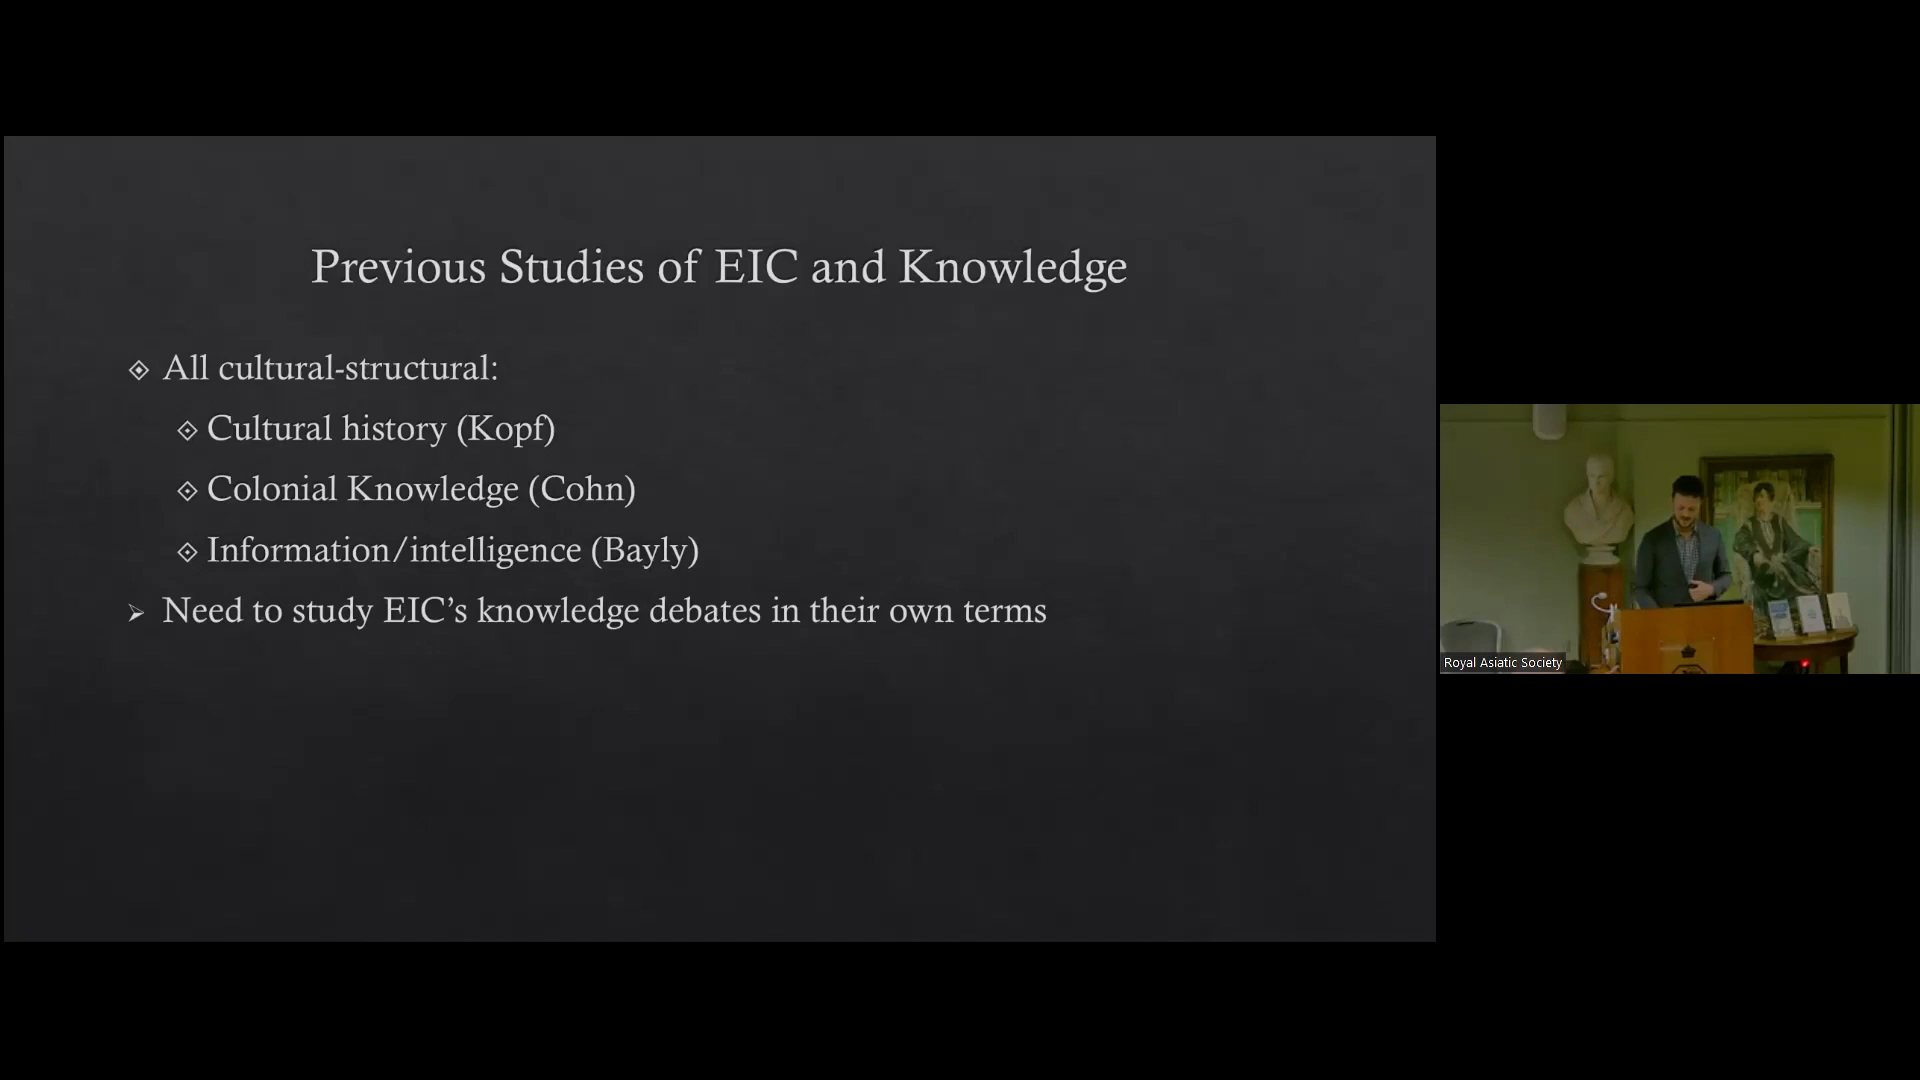 Previous Studies of EIC and Knowledge
All cultural-structural:
Cultural history (Kopf)
Colonial Knowledge (Cohn)
Information/intelligence (Bayly)
Need to study EIC’s knowledge debates in their own terms
Royal Asiatic Society